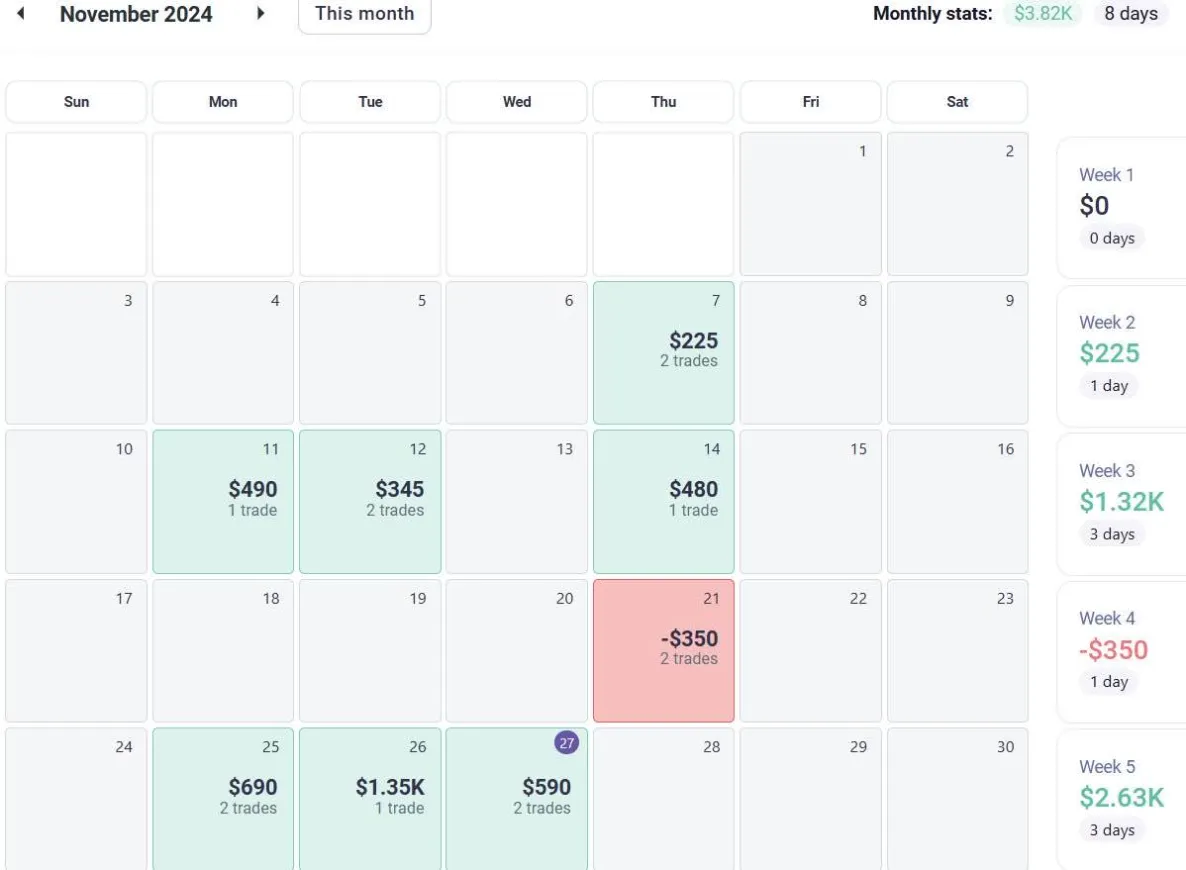 November 2024 This month Monthly stats: $3.82K 8 days
Sun Mon Tue Wed Thu Fri Sat
1 2
Week 1
$0
0 days
3 4 5 6 7 8 9
$225
2 trades
Week 2
$225
1 day
10 11 12 13 14 15 16
$490 $345 $480
1 trade 2 trades 1 trade
Week 3
$1.32K
3 days
17 18 19 20 21 22 23
-$350
2 trades
Week 4
-$350
1 day
24 25 26 27 28 29 30
$690 $1.35K $590
2 trades 1 trade 2 trades
Week 5
$2.63K
3 days